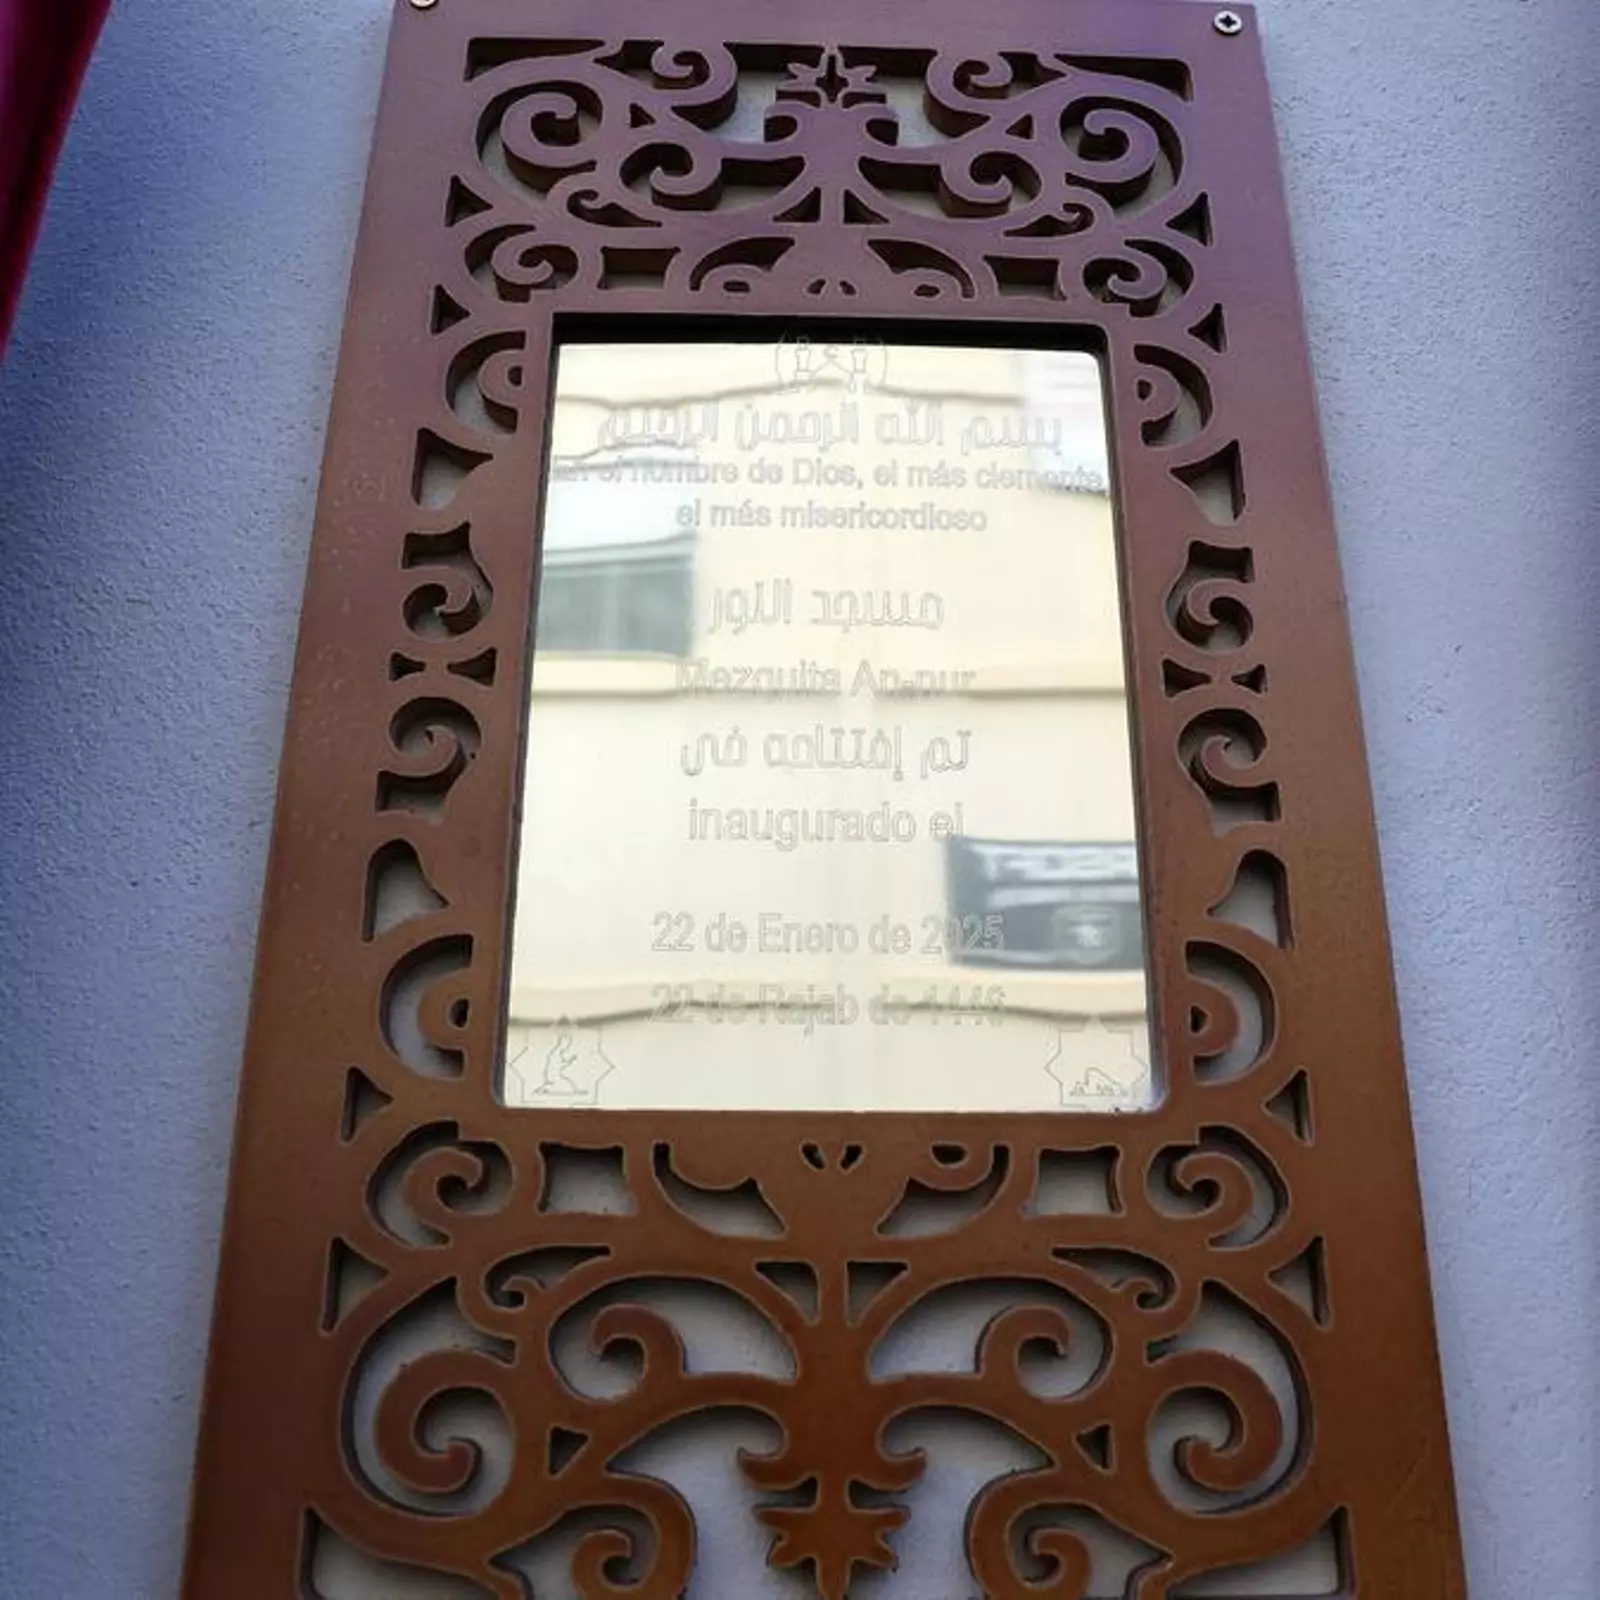 بسم الله الرحمن الرحيم
en el nombre de Dios, el más clemente,
el más misericordioso
مسجد النور
Mezquita An-nur
تم إفتتاحه في
inaugurado el
22 de Enero de 2025
22 de Rajab de 1446